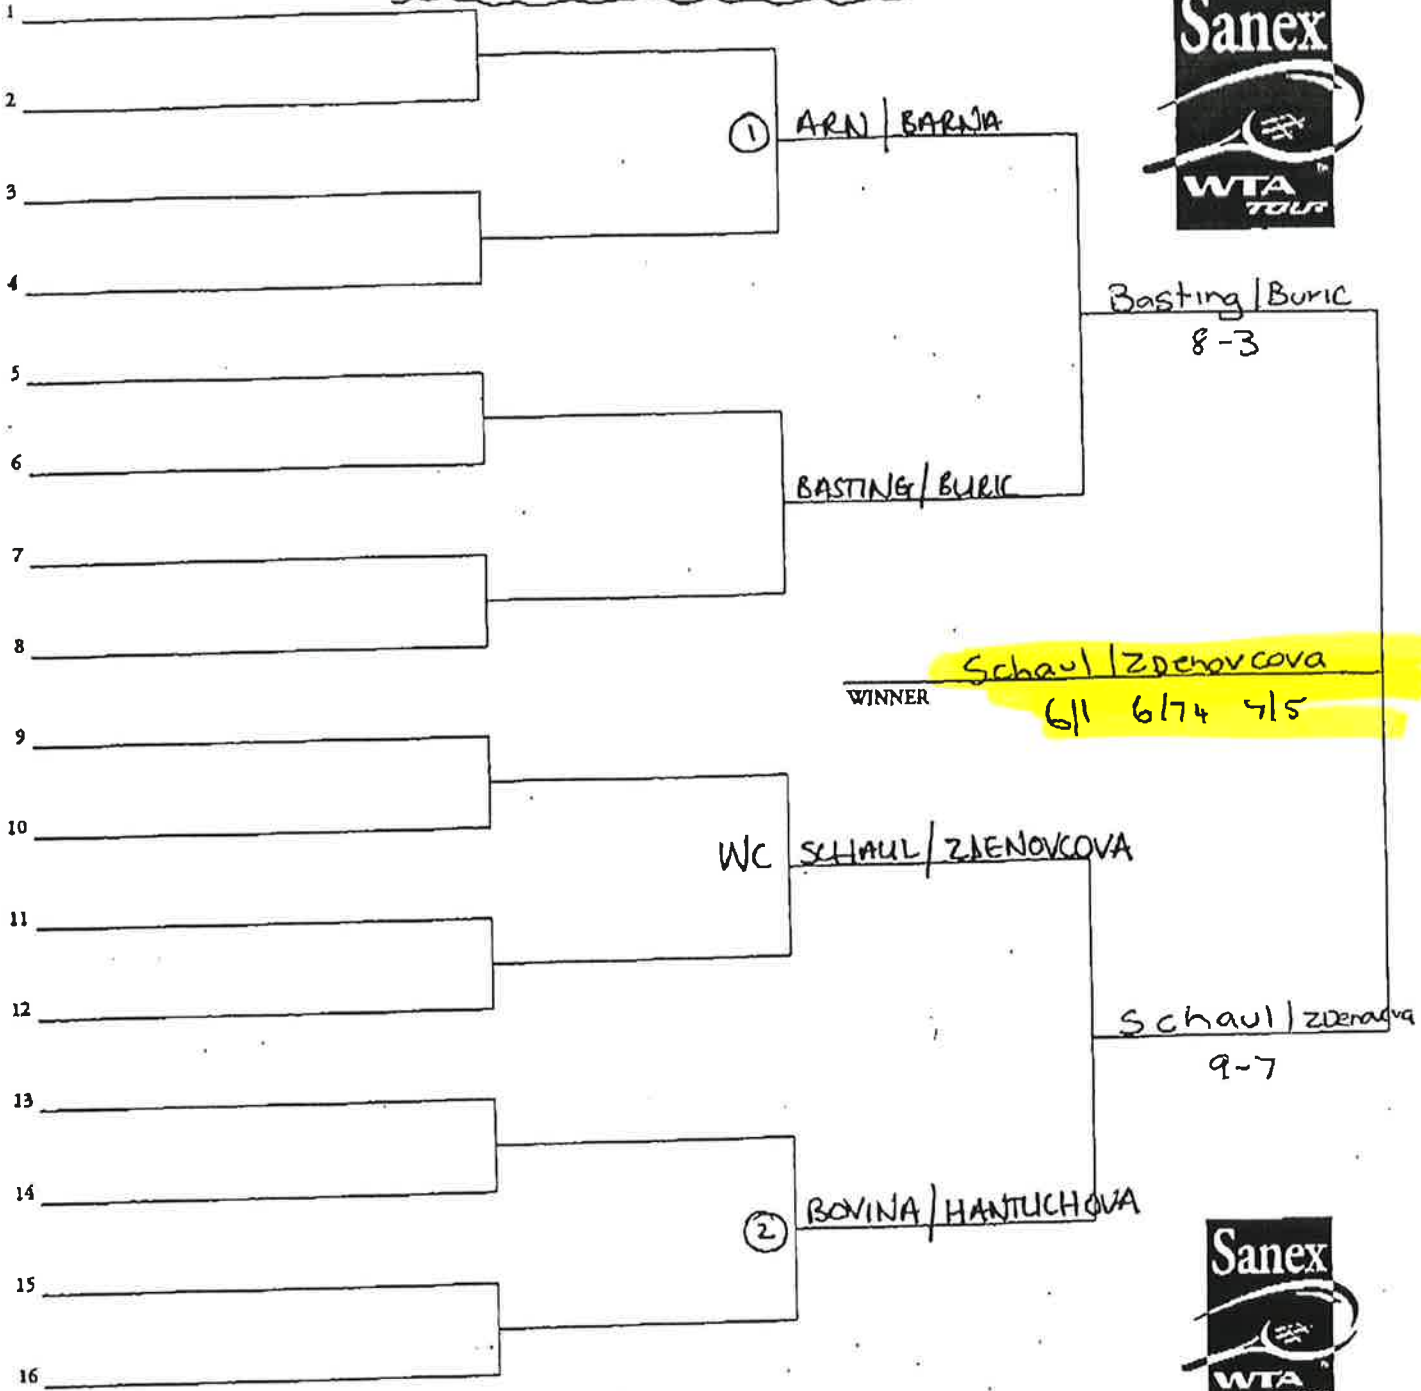 1
Sanex
2
① ARN / BARNA
WTA
TOUR
3
4
Basting / Buric
8-3
5
6
BASTING / BURIC
7
8
Schaul / ZDenovcova
WINNER
6/1 6/74 7/5
9
10
WC SCHAUL / ZDENOVCOVA
11
12
Schaul /
9-7
13
14
② BOVINA / HANTUCHOVA
15
Sanex
16
WTA